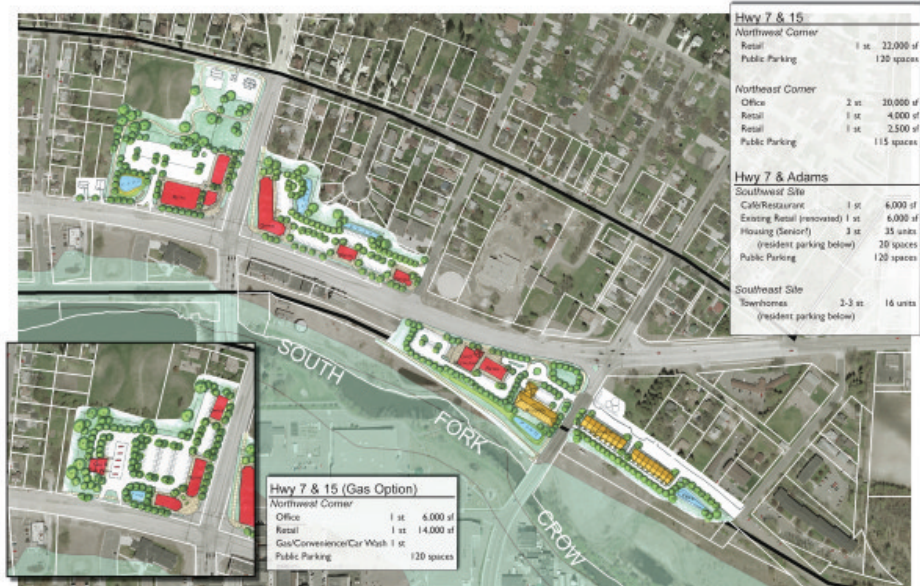 Hwy 7 & 15
Northwest Corner
Retail 1 st 22,000 sf
Public Parking 120 spaces
Northeast Corner
Office 2 st 20,000 sf
Retail 1 st 4,000 sf
Retail 1 st 2,500 sf
Public Parking 115 spaces
Hwy 7 & Adams
Southwest Site
Café/Restaurant 1 st 6,000 sf
Existing Retail (renovated) 1 st 6,000 sf
Housing (Senior?) 3 st 35 units
(resident parking below) 20 spaces
Public Parking 120 spaces
Southeast Site
Townhomes 2-3 st 16 units
(resident parking below)
SOUTH
FORK
CROW
Hwy 7 & 15 (Gas Option)
Northwest Corner
Office 1 st 6,000 sf
Retail 1 st 14,000 sf
Gas/Convenience/Car Wash 1 st
Public Parking 120 spaces